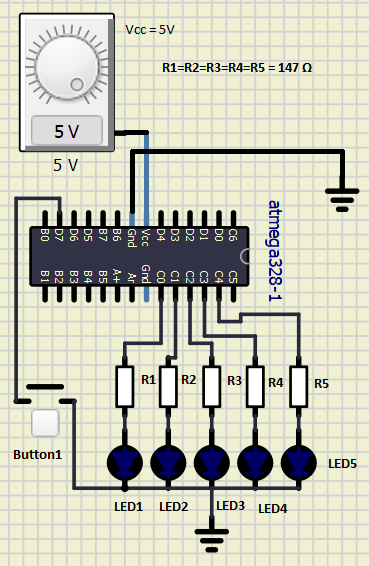 Vcc = 5V
R1=R2=R3=R4=R5 = 147 Ω
5 V
5 V
B0 D7 D6 D5 B7 B6 Gnd Vcc D4 D3 D2 D1 D0 C6
B1 B2 B3 B4 B5 A+ Ar Gnd C0 C1 C2 C3 C4 C5
atmega328-1
R1 R2 R3 R4 R5
Button1
LED1 LED2 LED3 LED4 LED5